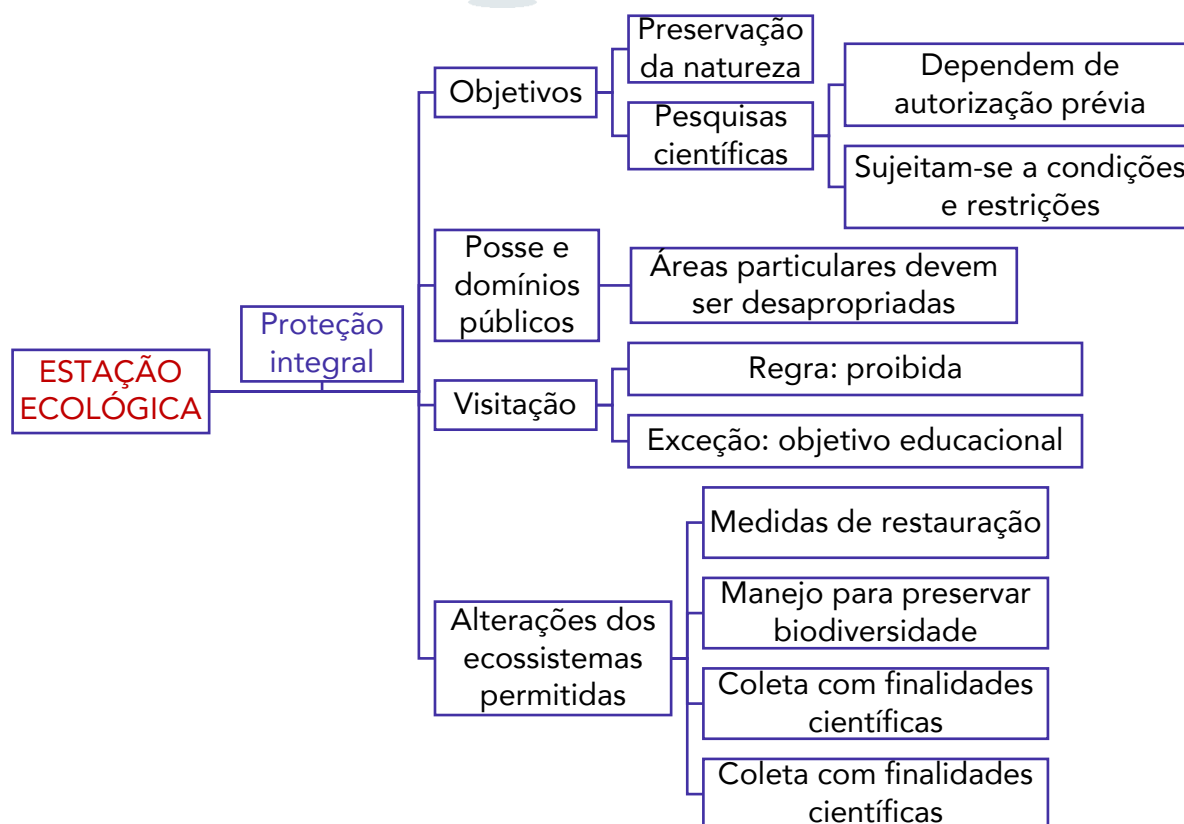 ESTAÇÃO
ECOLÓGICA
Proteção
integral
Objetivos
Preservação
da natureza
Pesquisas
científicas
Dependem de
autorização prévia
Sujeitam-se a condições
e restrições
Posse e
domínios
públicos
Áreas particulares devem
ser desapropriadas
Visitação
Regra: proibida
Exceção: objetivo educacional
Alterações dos
ecossistemas
permitidas
Medidas de restauração
Manejo para preservar
biodiversidade
Coleta com finalidades
científicas
Coleta com finalidades
científicas